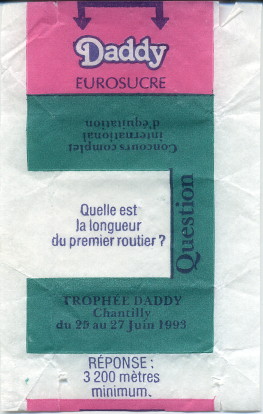 Daddy
EUROSUCRE
Concours complet
international
d'équitation
Quelle est
la longueur
du premier routier ?
Question
TROPHÉE DADDY
Chantilly
du 25 au 27 Juin 1993
RÉPONSE :
3 200 mètres
minimum.